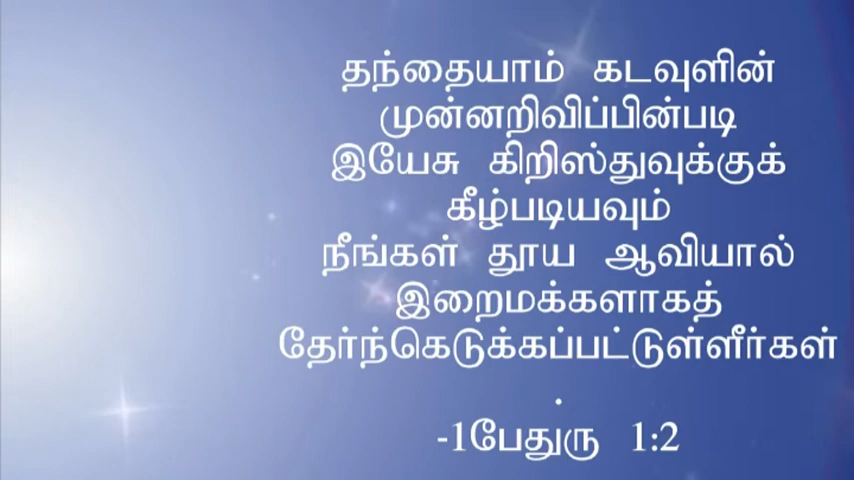 தந்தையாம் கடவுளின்
முன்னறிவிப்பின்படி
இயேசு கிறிஸ்துவுக்குக்
கீழ்படியவும்
நீங்கள் தூய ஆவியால்
இறைமக்களாகத்
தேர்ந்கெடுக்கப்பட்டுள்ளீர்கள்
.
-1பேதுரு 1:2